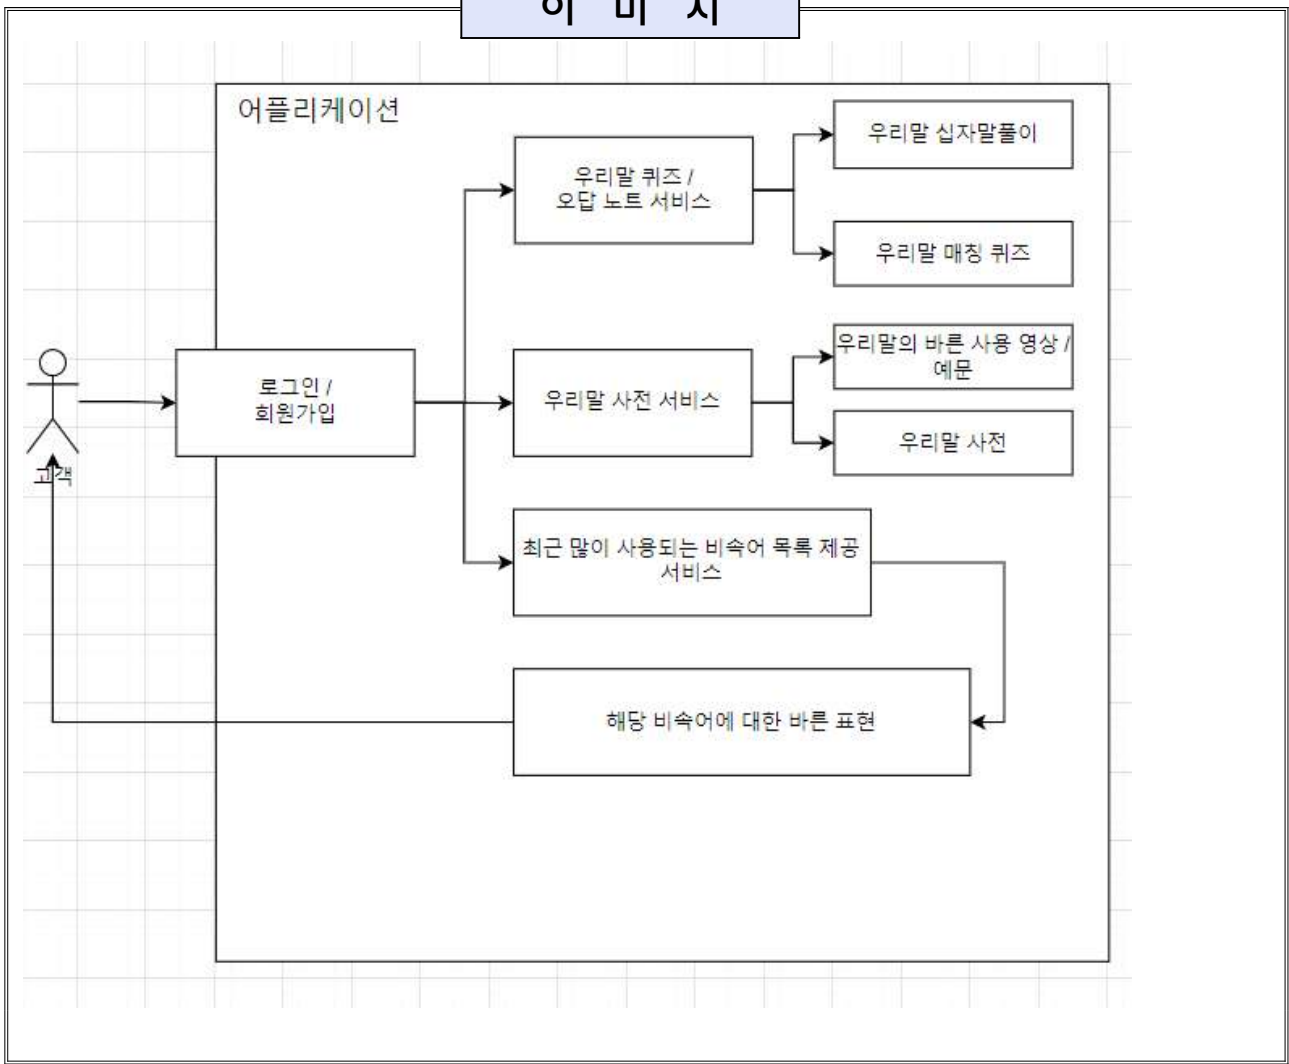 이 미 지
어플리케이션
우리말 퀴즈 /
오답 노트 서비스
우리말 십자말풀이
우리말 매칭 퀴즈
로그인 /
회원가입
우리말 사전 서비스
우리말의 바른 사용 영상 /
예문
우리말 사전
고객
최근 많이 사용되는 비속어 목록 제공
서비스
해당 비속어에 대한 바른 표현